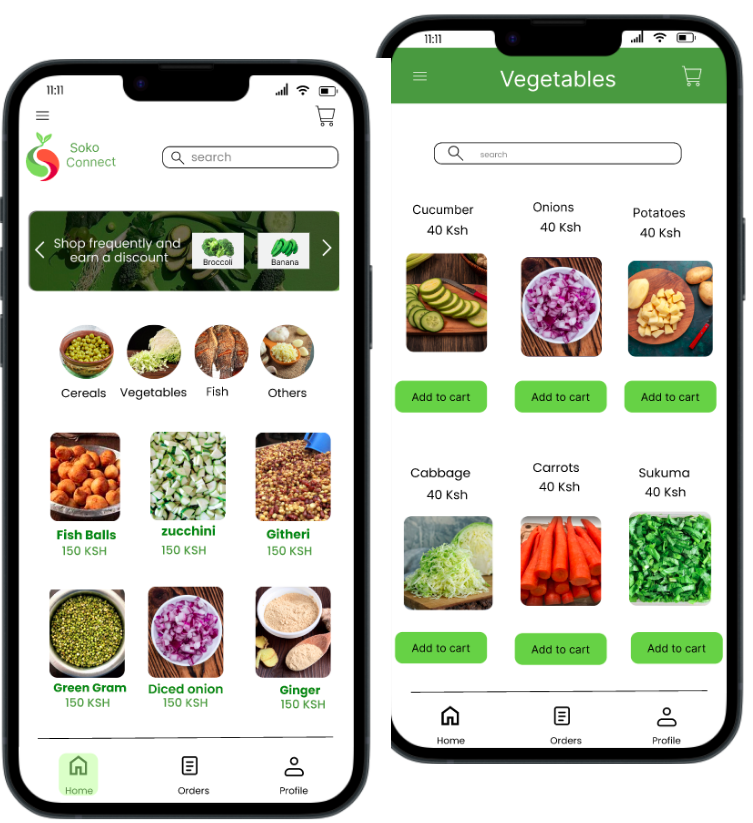 11:11
Soko
Connect
search
Shop frequently and
earn a discount
Broccoli
Banana
Cereals
Vegetables
Fish
Others
Fish Balls
150 KSH
zucchini
150 KSH
Githeri
150 KSH
Green Gram
150 KSH
Diced onion
150 KSH
Ginger
150 KSH
Home
Orders
Profile
11:11
Vegetables
search
Cucumber
40 Ksh
Onions
40 Ksh
Potatoes
40 Ksh
Add to cart
Add to cart
Add to cart
Cabbage
40 Ksh
Carrots
40 Ksh
Sukuma
40 Ksh
Add to cart
Add to cart
Add to cart
Home
Orders
Profile